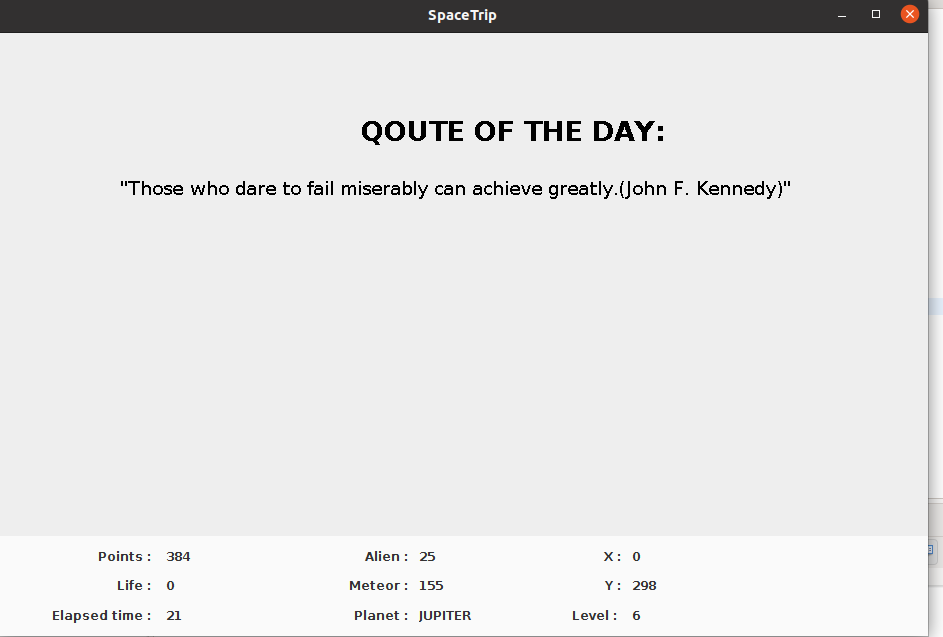 SpaceTrip
QOUTE OF THE DAY:
"Those who dare to fail miserably can achieve greatly.(John F. Kennedy)"
Points : 384 Alien : 25 X : 0
Life : 0 Meteor : 155 Y : 298
Elapsed time : 21 Planet : JUPITER Level : 6